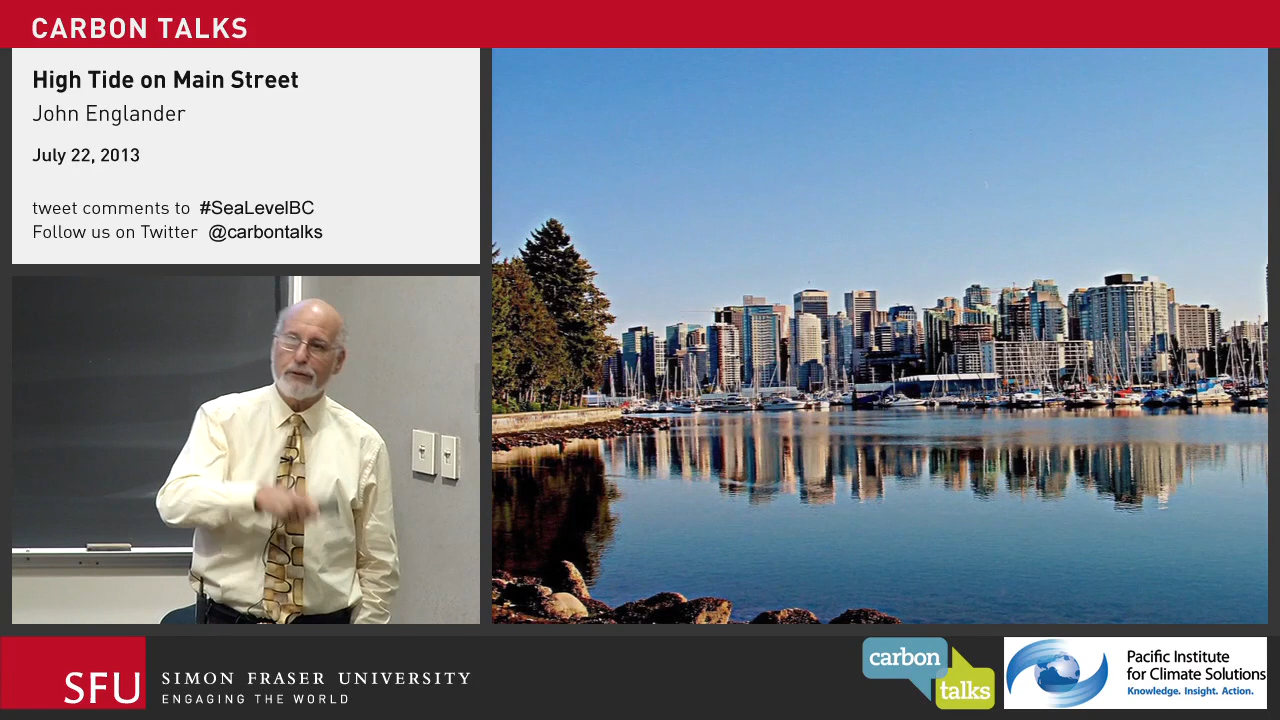 CARBON TALKS
High Tide on Main Street
John Englander
July 22, 2013
tweet comments to #SeaLevelBC
Follow us on Twitter @carbontalks
SFU
SIMON FRASER UNIVERSITY
ENGAGING THE WORLD
carbon
talks
Pacific Institute
for Climate Solutions
Knowledge. Insight. Action.